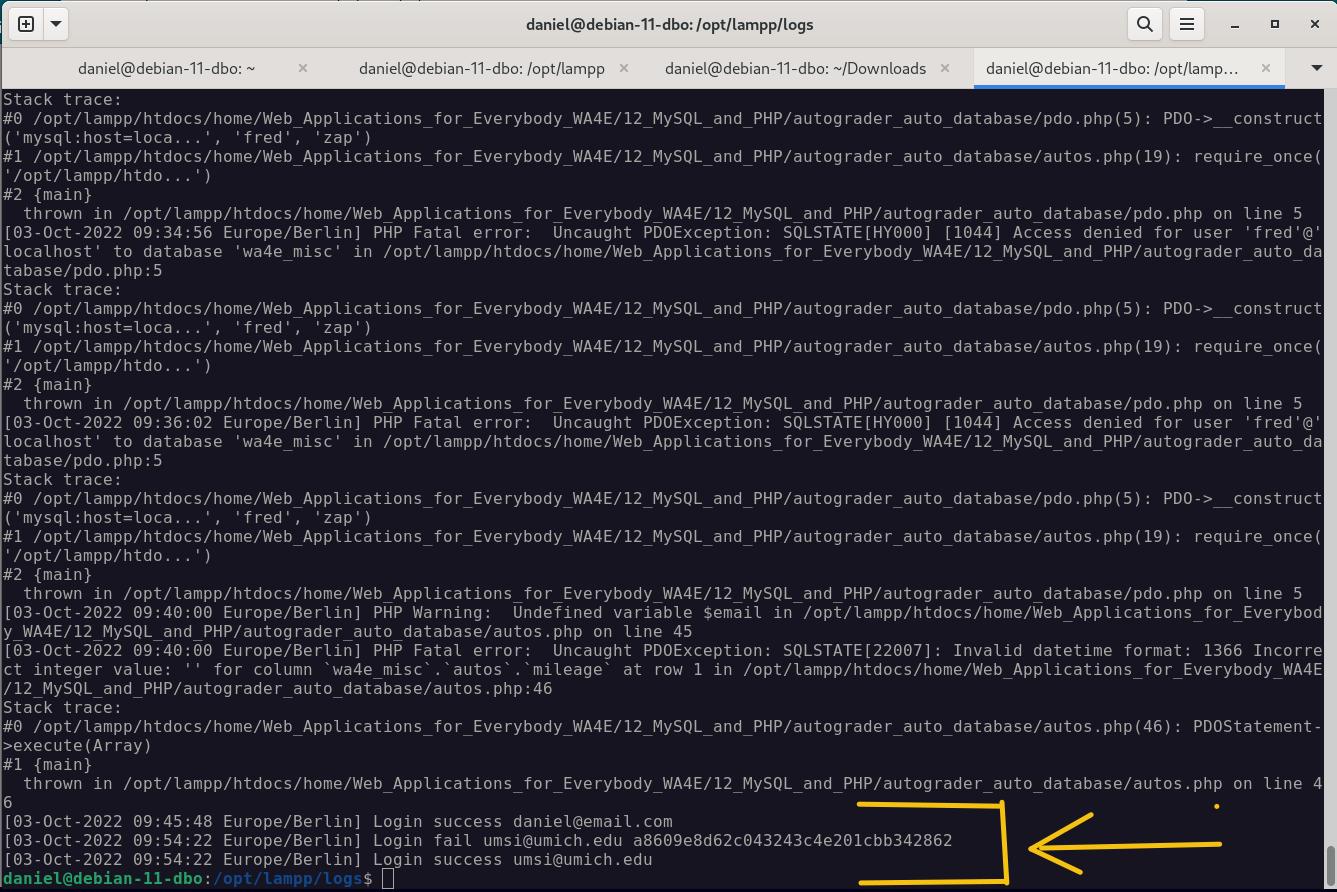 daniel@debian-11-dbo: /opt/lampp/logs
daniel@debian-11-dbo: ~
daniel@debian-11-dbo: /opt/lampp
daniel@debian-11-dbo: ~/Downloads
daniel@debian-11-dbo: /opt/lamp…
Stack trace:
#0 /opt/lampp/htdocs/home/Web_Applications_for_Everybody_WA4E/12_MySQL_and_PHP/autograder_auto_database/pdo.php(5): PDO->__construct
('mysql:host=loca...', 'fred', 'zap')
#1 /opt/lampp/htdocs/home/Web_Applications_for_Everybody_WA4E/12_MySQL_and_PHP/autograder_auto_database/autos.php(19): require_once(
'/opt/lampp/htdo...')
#2 {main}
  thrown in /opt/lampp/htdocs/home/Web_Applications_for_Everybody_WA4E/12_MySQL_and_PHP/autograder_auto_database/pdo.php on line 5
[03-Oct-2022 09:34:56 Europe/Berlin] PHP Fatal error:  Uncaught PDOException: SQLSTATE[HY000] [1044] Access denied for user 'fred'@'
localhost' to database 'wa4e_misc' in /opt/lampp/htdocs/home/Web_Applications_for_Everybody_WA4E/12_MySQL_and_PHP/autograder_auto_da
tabase/pdo.php:5
Stack trace:
#0 /opt/lampp/htdocs/home/Web_Applications_for_Everybody_WA4E/12_MySQL_and_PHP/autograder_auto_database/pdo.php(5): PDO->__construct
('mysql:host=loca...', 'fred', 'zap')
#1 /opt/lampp/htdocs/home/Web_Applications_for_Everybody_WA4E/12_MySQL_and_PHP/autograder_auto_database/autos.php(19): require_once(
'/opt/lampp/htdo...')
#2 {main}
  thrown in /opt/lampp/htdocs/home/Web_Applications_for_Everybody_WA4E/12_MySQL_and_PHP/autograder_auto_database/pdo.php on line 5
[03-Oct-2022 09:36:02 Europe/Berlin] PHP Fatal error:  Uncaught PDOException: SQLSTATE[HY000] [1044] Access denied for user 'fred'@'
localhost' to database 'wa4e_misc' in /opt/lampp/htdocs/home/Web_Applications_for_Everybody_WA4E/12_MySQL_and_PHP/autograder_auto_da
tabase/pdo.php:5
Stack trace:
#0 /opt/lampp/htdocs/home/Web_Applications_for_Everybody_WA4E/12_MySQL_and_PHP/autograder_auto_database/pdo.php(5): PDO->__construct
('mysql:host=loca...', 'fred', 'zap')
#1 /opt/lampp/htdocs/home/Web_Applications_for_Everybody_WA4E/12_MySQL_and_PHP/autograder_auto_database/autos.php(19): require_once(
'/opt/lampp/htdo...')
#2 {main}
  thrown in /opt/lampp/htdocs/home/Web_Applications_for_Everybody_WA4E/12_MySQL_and_PHP/autograder_auto_database/pdo.php on line 5
[03-Oct-2022 09:40:00 Europe/Berlin] PHP Warning:  Undefined variable $email in /opt/lampp/htdocs/home/Web_Applications_for_Everybod
y_WA4E/12_MySQL_and_PHP/autograder_auto_database/autos.php on line 45
[03-Oct-2022 09:40:00 Europe/Berlin] PHP Fatal error:  Uncaught PDOException: SQLSTATE[22007]: Invalid datetime format: 1366 Incorre
ct integer value: '' for column `wa4e_misc`.`autos`.`mileage` at row 1 in /opt/lampp/htdocs/home/Web_Applications_for_Everybody_WA4E
/12_MySQL_and_PHP/autograder_auto_database/autos.php:46
Stack trace:
#0 /opt/lampp/htdocs/home/Web_Applications_for_Everybody_WA4E/12_MySQL_and_PHP/autograder_auto_database/autos.php(46): PDOStatement-
>execute(Array)
#1 {main}
  thrown in /opt/lampp/htdocs/home/Web_Applications_for_Everybody_WA4E/12_MySQL_and_PHP/autograder_auto_database/autos.php on line 4
6
[03-Oct-2022 09:45:48 Europe/Berlin] Login success daniel@email.com
[03-Oct-2022 09:54:22 Europe/Berlin] Login fail umsi@umich.edu a8609e8d62c043243c4e201cbb342862
[03-Oct-2022 09:54:22 Europe/Berlin] Login success umsi@umich.edu
daniel@debian-11-dbo:/opt/lampp/logs$